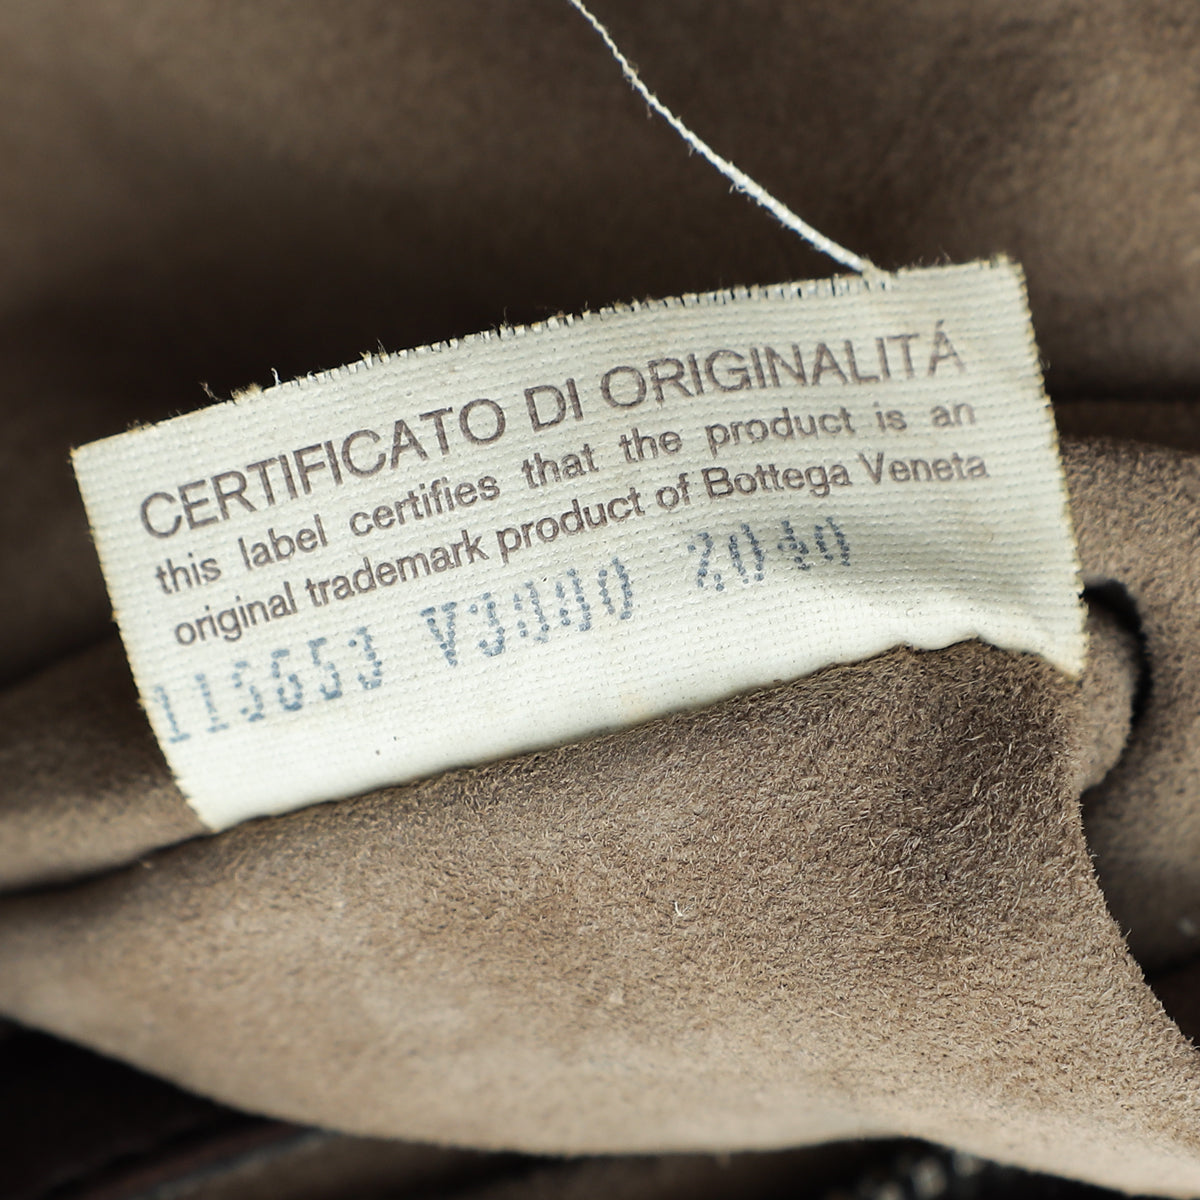 CERTIFICATO DI ORIGINALITÁ
this label certifies that the product is an
original trademark product of Bottega Veneta
115653 V3880 2040